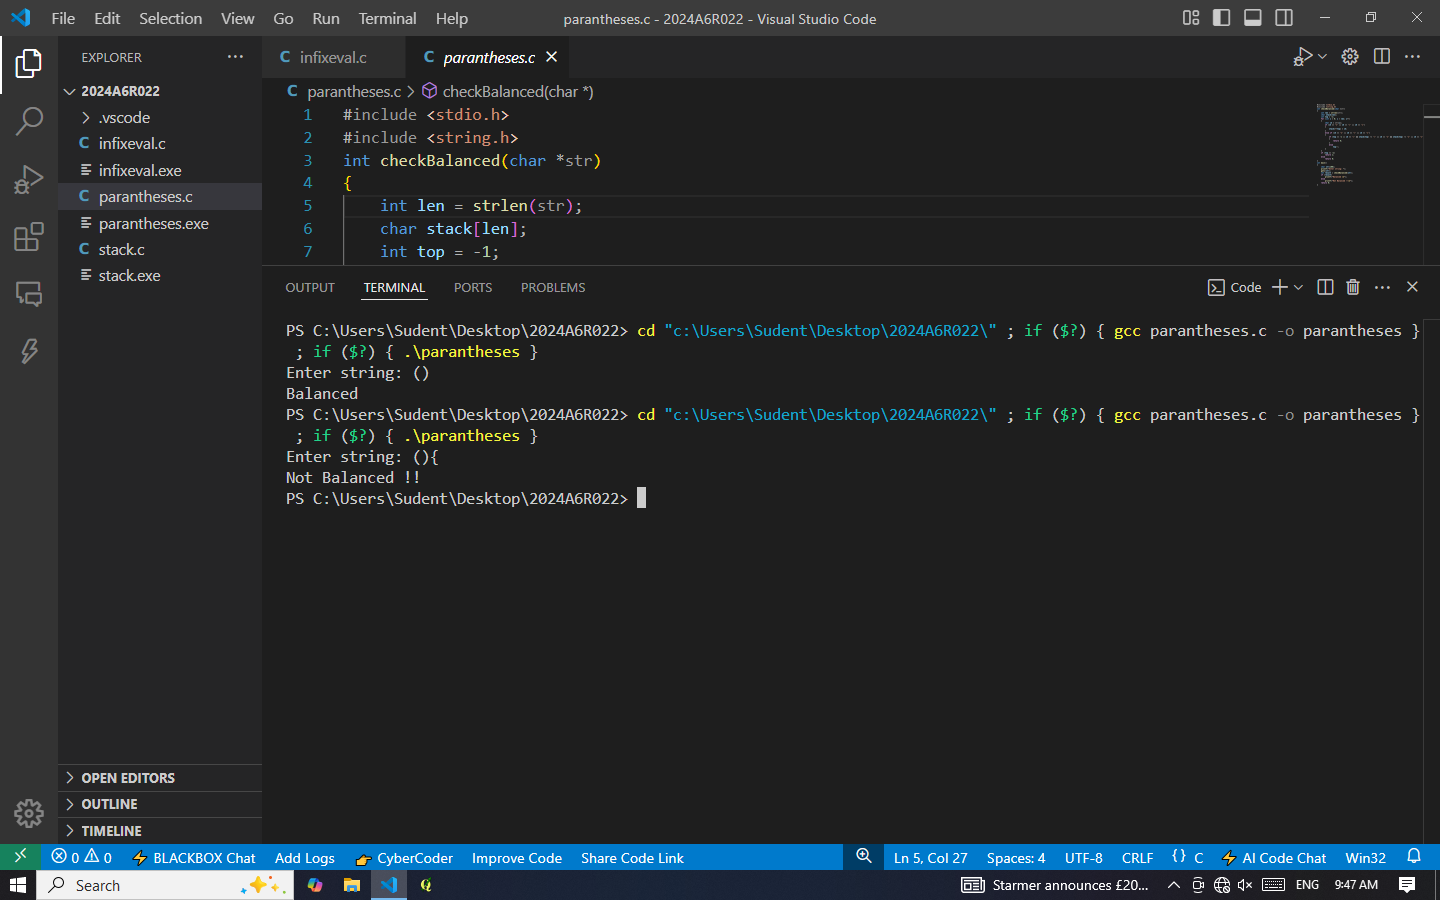 File Edit Selection View Go Run Terminal Help parantheses.c - 2024A6R022 - Visual Studio Code
EXPLORER
2024A6R022
.vscode
C infixeval.c
infixeval.exe
C parantheses.c
parantheses.exe
C stack.c
stack.exe
OPEN EDITORS
OUTLINE
TIMELINE
C infixeval.c C parantheses.c
C parantheses.c > checkBalanced(char *)
1 #include <stdio.h>
2 #include <string.h>
3 int checkBalanced(char *str)
4 {
5 int len = strlen(str);
6 char stack[len];
7 int top = -1;
OUTPUT TERMINAL PORTS PROBLEMS Code
PS C:\Users\Sudent\Desktop\2024A6R022> cd "c:\Users\Sudent\Desktop\2024A6R022\" ; if ($?) { gcc parantheses.c -o parantheses }
; if ($?) { .\parantheses }
Enter string: ()
Balanced
PS C:\Users\Sudent\Desktop\2024A6R022> cd "c:\Users\Sudent\Desktop\2024A6R022\" ; if ($?) { gcc parantheses.c -o parantheses }
; if ($?) { .\parantheses }
Enter string: (){
Not Balanced !!
PS C:\Users\Sudent\Desktop\2024A6R022>
0 0 BLACKBOX Chat Add Logs CyberCoder Improve Code Share Code Link Ln 5, Col 27 Spaces: 4 UTF-8 CRLF {} C AI Code Chat Win32
Search Starmer announces £20... ENG 9:47 AM